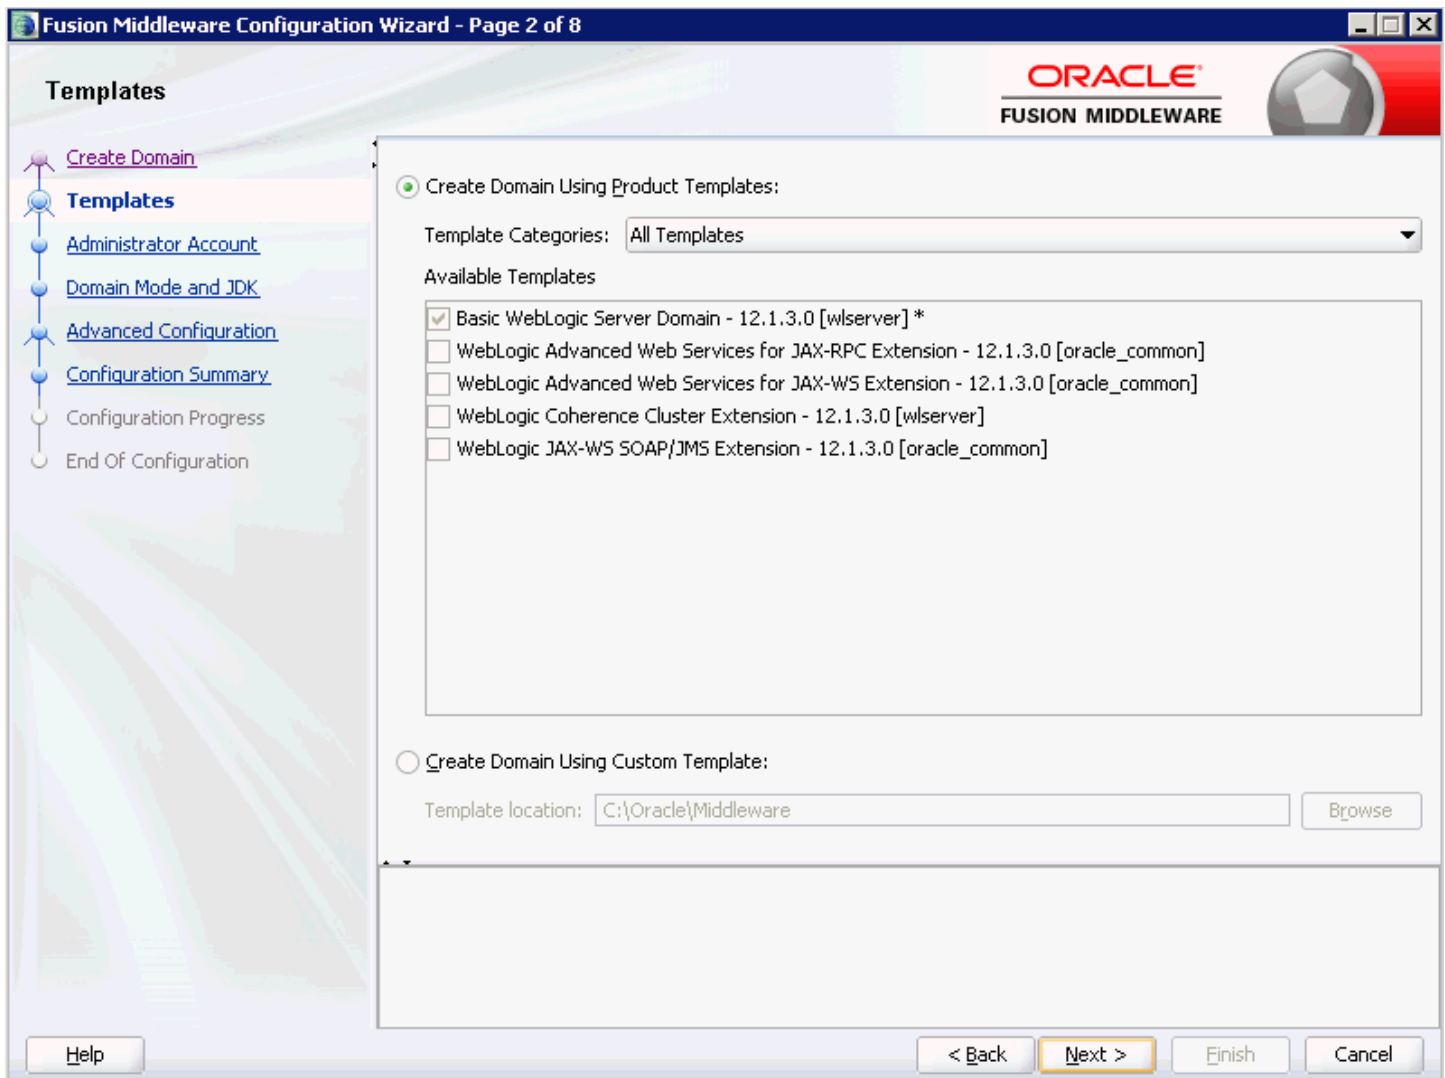 Fusion Middleware Configuration Wizard - Page 2 of 8
Templates
ORACLE
FUSION MIDDLEWARE
Create Domain
Templates
Administrator Account
Domain Mode and JDK
Advanced Configuration
Configuration Summary
Configuration Progress
End Of Configuration
Create Domain Using Product Templates:
Template Categories: All Templates
Available Templates
Basic WebLogic Server Domain - 12.1.3.0 [wlserver] *
WebLogic Advanced Web Services for JAX-RPC Extension - 12.1.3.0 [oracle_common]
WebLogic Advanced Web Services for JAX-WS Extension - 12.1.3.0 [oracle_common]
WebLogic Coherence Cluster Extension - 12.1.3.0 [wlserver]
WebLogic JAX-WS SOAP/JMS Extension - 12.1.3.0 [oracle_common]
Create Domain Using Custom Template:
Template location: C:\Oracle\Middleware Browse
Help < Back Next > Finish Cancel